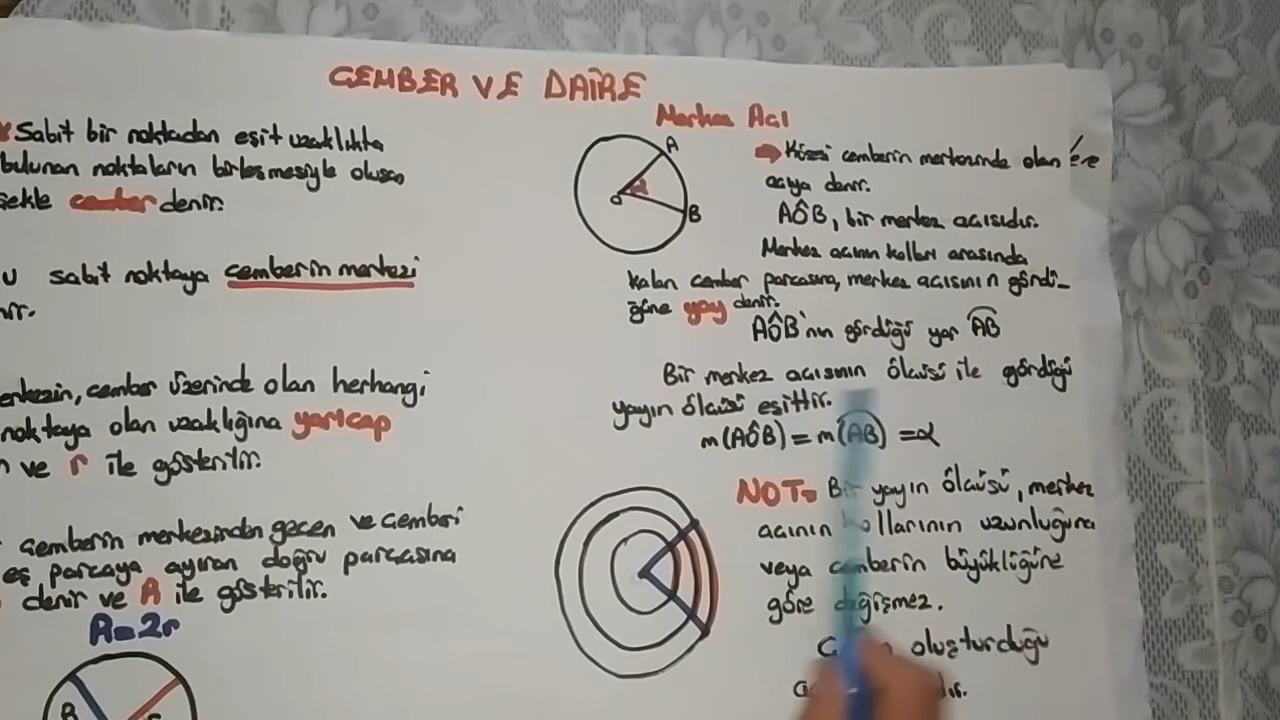 ÇEMBER VE DAİRE
Sabit bir noktadan eşit uzaklıkta
bulunan noktaların birleşmesiyle oluşan
şekle çember denir.
sabit noktaya çemberin merkezi
çember üzerinde olan herhangi
noktaya olan uzaklığına yarıçap
ve r ile gösterilir.
Çemberin merkezinden geçen ve çemberi
eş parçaya ayıran doğru parçasına
denir ve R ile gösterilir.
R=2r
B
Merkez Açı
A
α
O
B
Köşesi çemberin merkezinde olan
açıya denir.
AÔB, bir merkez açısıdır.
Merkez açının kolları arasında
kalan çember parçasına, merkez açısının gördü-
ğüne yay denir.
AÔB'nın gördüğü yay AB
Bir merkez açısının ölçüsü ile gördüğü
yayın ölçüsü eşittir.
m(AÔB) = m(AB) = α
NOT= Bir yayın ölçüsü, merkez
açının kollarının uzunluğuna
veya çemberin büyüklüğüne
göre değişmez.
oluşturduğu